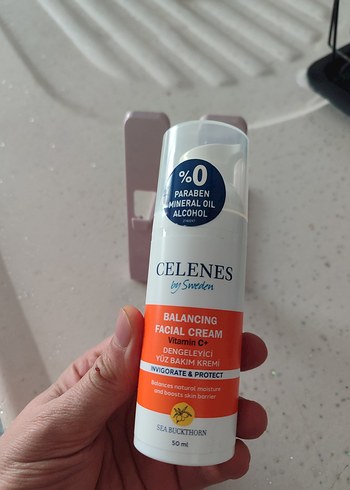 %0
PARABEN
MINERAL OIL
ALCOHOL
CELENES
by Sweden
BALANCING
FACIAL CREAM
Vitamin C+
DENGELEYİCİ
YÜZ BAKIM KREMİ
INVIGORATE & PROTECT
Balances natural moisture
and boosts skin barrier
SEA BUCKTHORN
50 ml